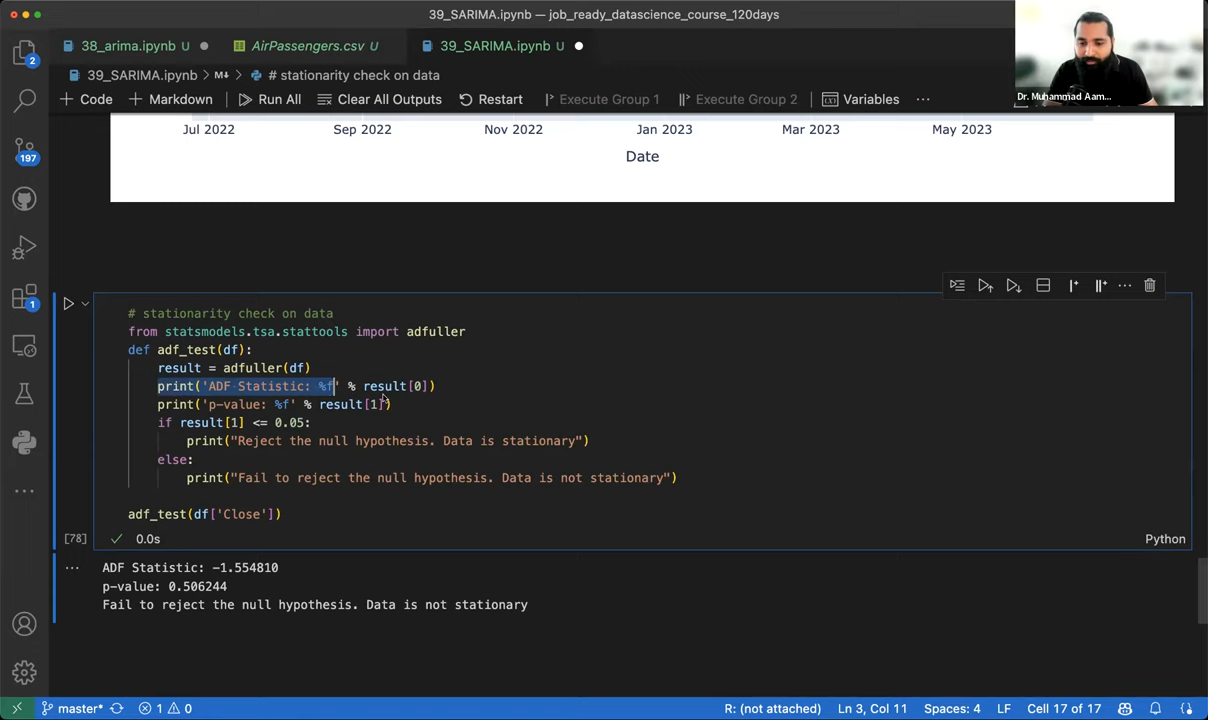 39_SARIMA.ipynb — job_ready_datascience_course_120days
38_arima.ipynb U
AirPassengers.csv U
39_SARIMA.ipynb U
39_SARIMA.ipynb > M↓ > # stationarity check on data
+ Code + Markdown Run All Clear All Outputs Restart Execute Group 1 Execute Group 2 Variables ...
Dr. Muhammad Aam...
2
197
1
Jul 2022 Sep 2022 Nov 2022 Jan 2023 Mar 2023 May 2023
Date
# stationarity check on data
from statsmodels.tsa.stattools import adfuller
def adf_test(df):
result = adfuller(df)
print('ADF Statistic: %f' % result[0])
print('p-value: %f' % result[1])
if result[1] <= 0.05:
print("Reject the null hypothesis. Data is stationary")
else:
print("Fail to reject the null hypothesis. Data is not stationary")
adf_test(df['Close'])
[78] 0.0s Python
ADF Statistic: -1.554810
p-value: 0.506244
Fail to reject the null hypothesis. Data is not stationary
master* 1 0 R: (not attached) Ln 3, Col 11 Spaces: 4 LF Cell 17 of 17